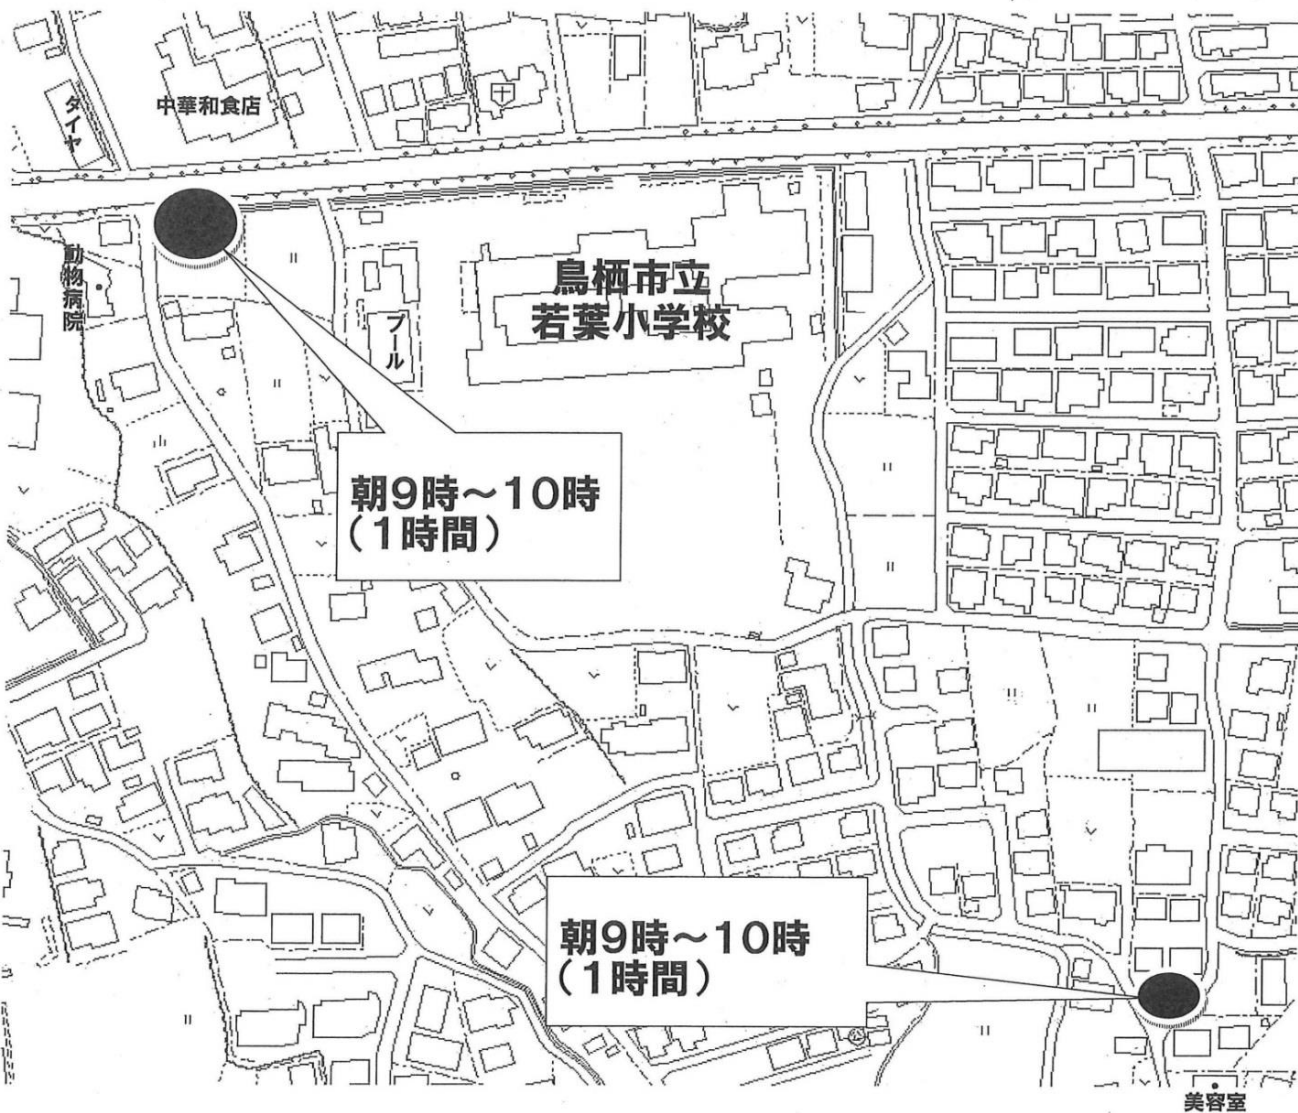 タイヤ
中華和食店
動物病院
プール
鳥栖市立
若葉小学校
朝9時～10時
（1時間）
朝9時～10時
（1時間）
美容室